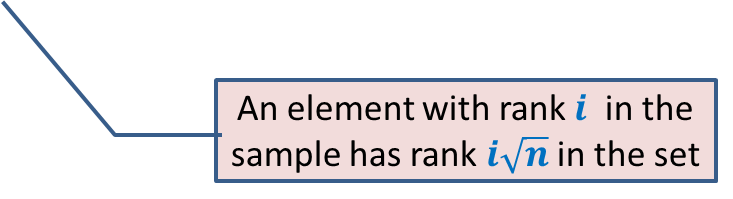 An element with rank i in the
sample has rank i√n in the set